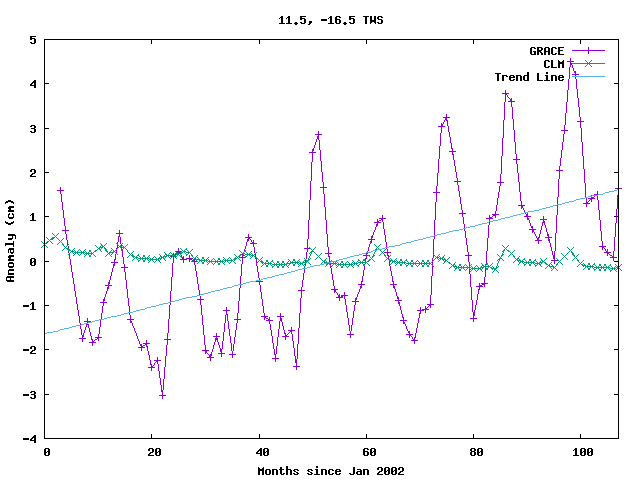 11.5, -16.5 TWS
GRACE
CLM
Trend Line
5
4
3
2
1
0
-1
-2
-3
-4
Anomaly (cm)
0 20 40 60 80 100
Months since Jan 2002